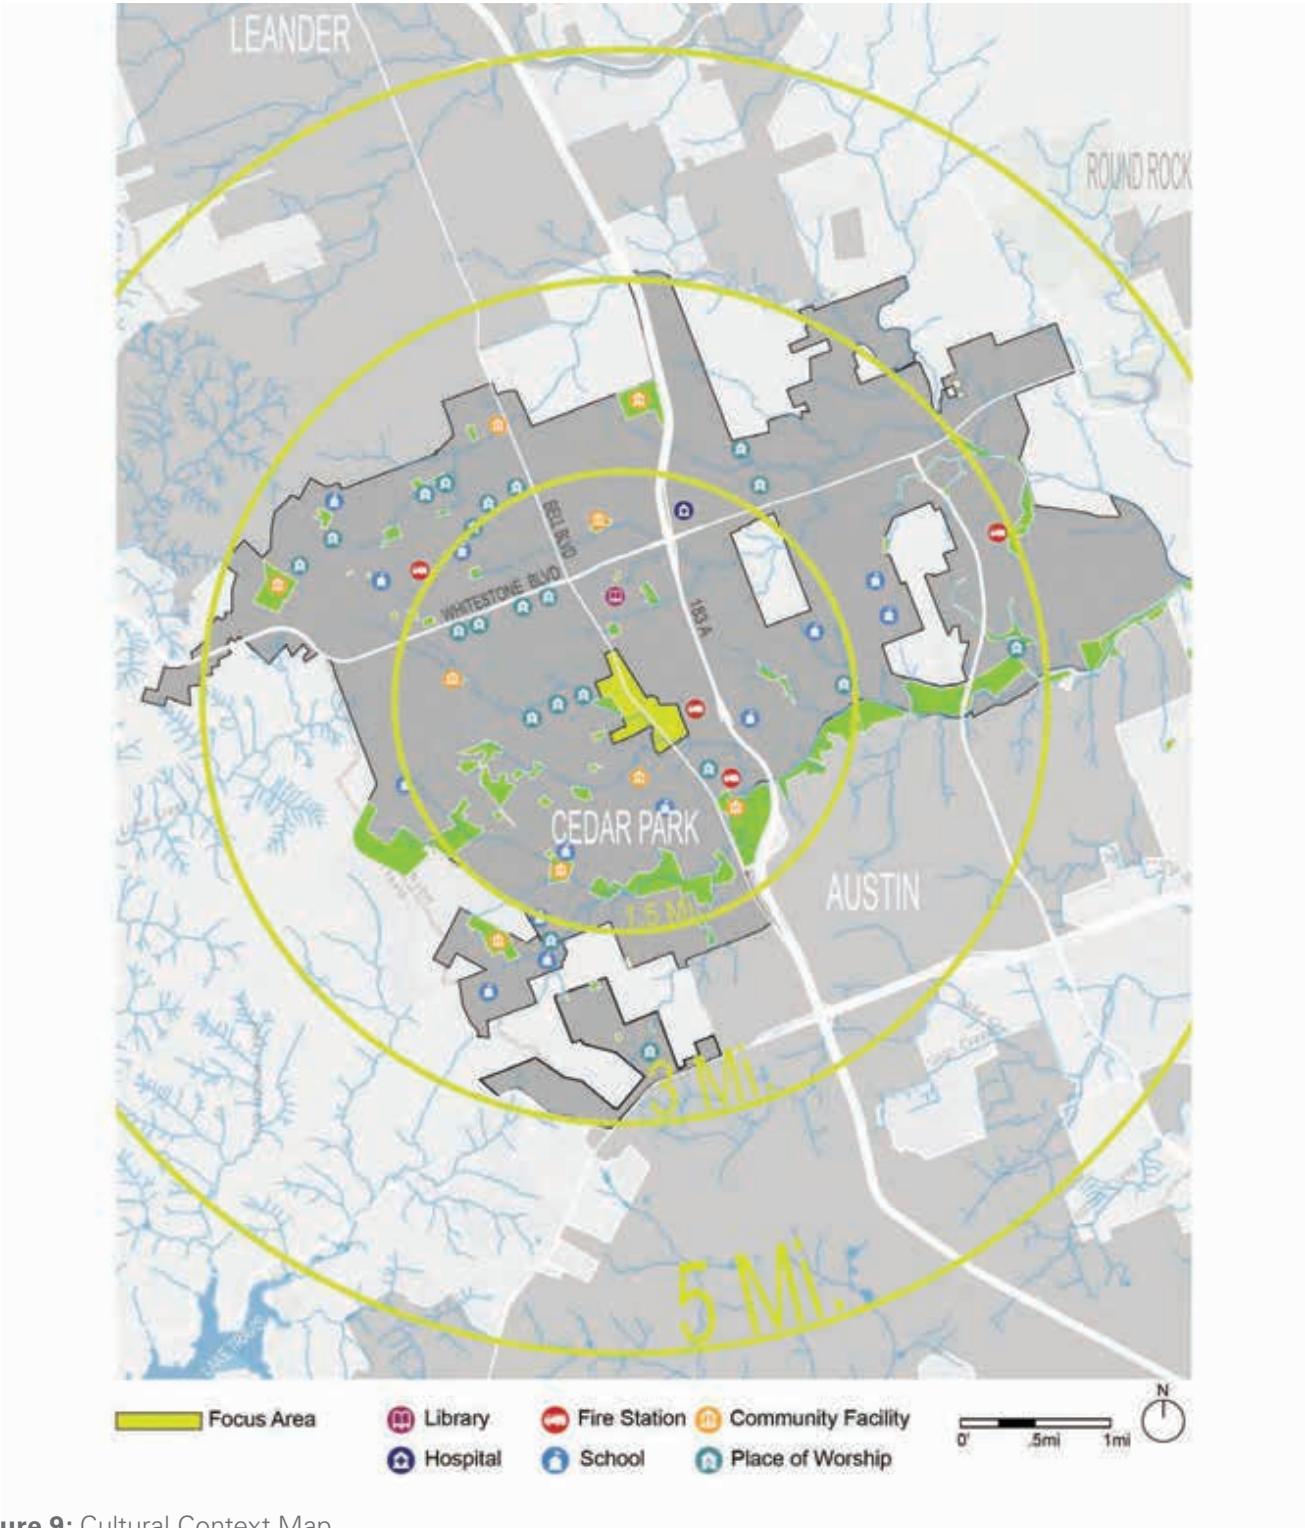 LEANDER
ROUND ROCK
BELL BLVD
WHITESTONE BLVD
183 A
CEDAR PARK
AUSTIN
1.5 Mi.
3 Mi.
5 Mi.
LAKE TRAVIS
Focus Area
Library
Fire Station
Community Facility
Hospital
School
Place of Worship
N
0'
.5mi
1mi
ure 9: Cultural Context Map